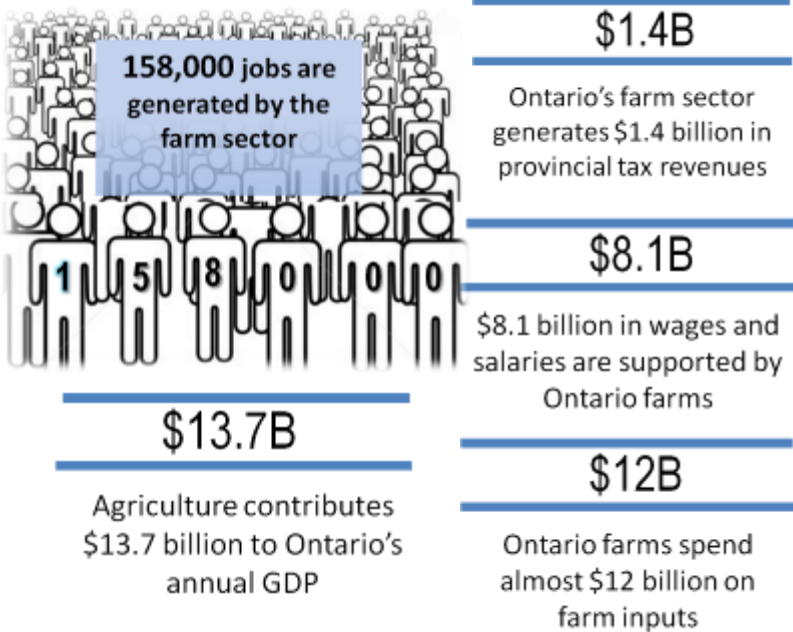 158,000 jobs are
generated by the
farm sector
1 5 8 0 0 0
$13.7B
Agriculture contributes
$13.7 billion to Ontario's
annual GDP
$1.4B
Ontario's farm sector
generates $1.4 billion in
provincial tax revenues
$8.1B
$8.1 billion in wages and
salaries are supported by
Ontario farms
$12B
Ontario farms spend
almost $12 billion on
farm inputs